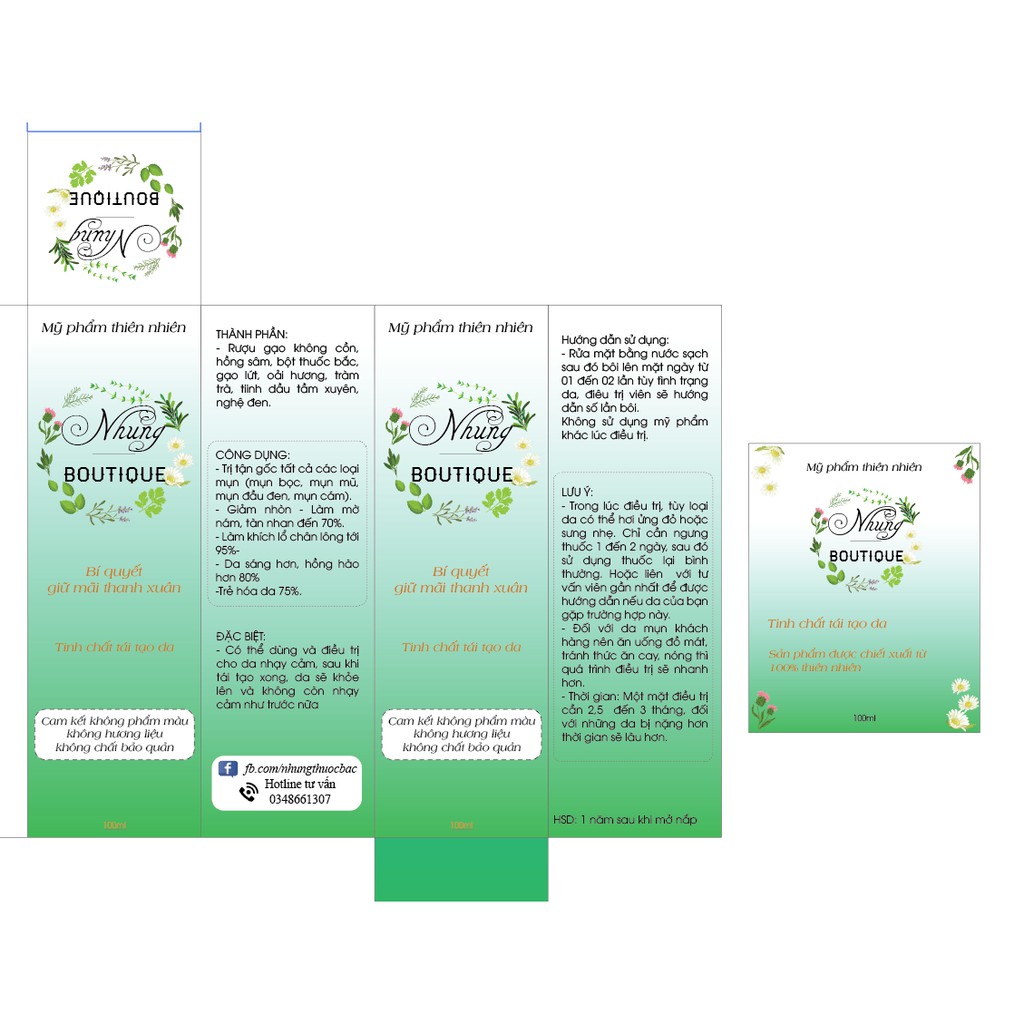 BOUTIQUE
Nhung
Mỹ phẩm thiên nhiên
Nhung
BOUTIQUE
Bí quyết
giữ mãi thanh xuân
Tinh chất tái tạo da
Cam kết không phẩm màu
không hương liệu
không chất bảo quản
100ml
THÀNH PHẦN:
- Rượu gạo không cồn,
hồng sâm, bột thuốc bắc,
gạo lứt, oải hương, tràm
trà, tiinh dầu tầm xuyên,
nghệ đen.
CÔNG DỤNG:
- Trị tận gốc tất cả các loại
mụn (mụn bọc, mụn mũ,
mụn đầu đen, mụn cám).
- Giảm nhờn - Làm mờ
nám, tàn nhan đến 70%.
- Làm khích lổ chân lông tới
95%-
- Da sáng hơn, hồng hào
hơn 80%
-Trẻ hóa da 75%.
ĐẶC BIỆT:
- Có thể dùng và điều trị
cho da nhạy cảm, sau khi
tái tạo xong, da sẽ khỏe
lên và không còn nhạy
cảm như trước nữa
fb.com/nhungthuocbac
Hotline tư vấn
0348661307
Mỹ phẩm thiên nhiên
Nhung
BOUTIQUE
Bí quyết
giữ mãi thanh xuân
Tinh chất tái tạo da
Cam kết không phẩm màu
không hương liệu
không chất bảo quản
100ml
Hướng dẫn sử dụng:
- Rửa mặt bằng nước sạch
sau đó bôi lên mặt ngày từ
01 đến 02 lần tùy tình trạng
da, điêu trị viên sẽ hướng
dẫn số lần bôi.
Không sử dụng mỹ phẩm
khác lúc điều trị.
LƯU Ý:
- Trong lúc điều trị, tùy loại
da có thể hơi ửng đỏ hoặc
sưng nhẹ. Chỉ cần ngưng
thuốc 1 đến 2 ngày, sau đó
sử dụng thuốc lại bình
thường. Hoặc liên với tư
vấn viên gần nhất để được
hướng dẫn nếu da của bạn
gặp trường hợp này.
- Đối với da mụn khách
hàng nên ăn uống đồ mát,
tránh thức ăn cay, nóng thì
quá trình điều trị sẽ nhanh
hơn.
- Thời gian: Một mặt điều trị
cần 2,5 đến 3 tháng, đối
với những da bị nặng hơn
thời gian sẽ lâu hơn.
HSD: 1 năm sau khi mở nắp
Mỹ phẩm thiên nhiên
Nhung
BOUTIQUE
Tinh chất tái tạo da
Sản phẩm được chiết xuất từ
100% thiên nhiên
100ml